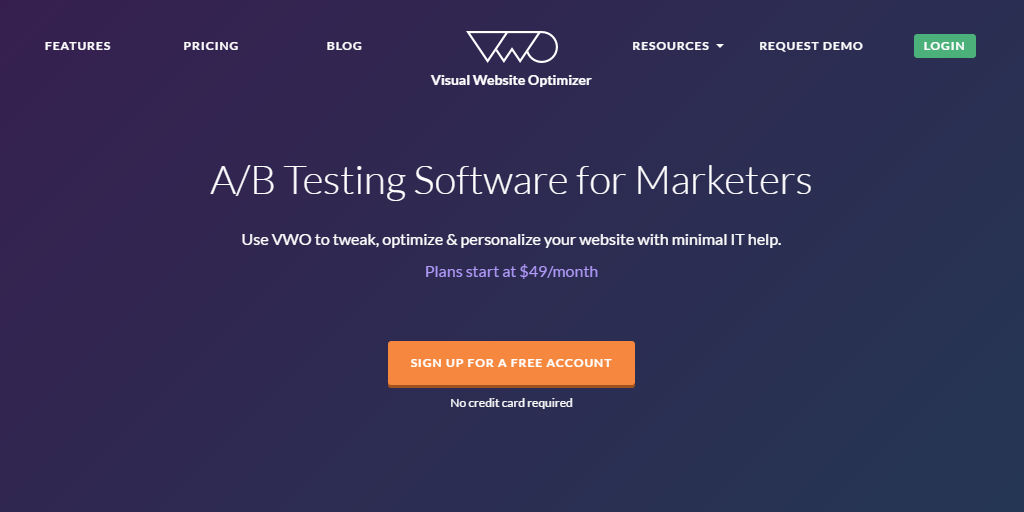 FEATURES
PRICING
BLOG
VWO
Visual Website Optimizer
RESOURCES
REQUEST DEMO
LOGIN
A/B Testing Software for Marketers
Use VWO to tweak, optimize & personalize your website with minimal IT help.
Plans start at $49/month
SIGN UP FOR A FREE ACCOUNT
No credit card required